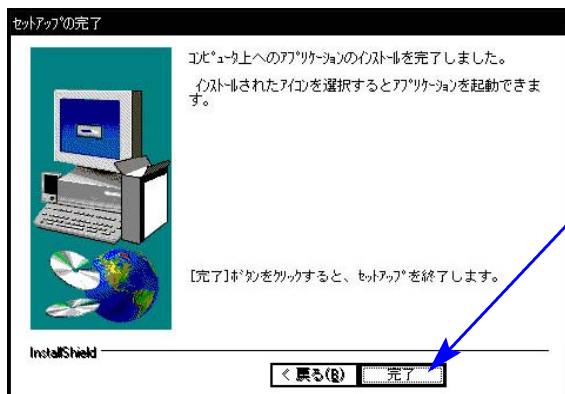 セットアップの完了
コンピュータ上へのアプリケーションのインストールを完了しました。
インストールされたアイコンを選択するとアプリケーションを起動できま
す。
[完了]ボタンをクリックすると、セットアップを終了します。
InstallShield
< 戻る(B)
完了